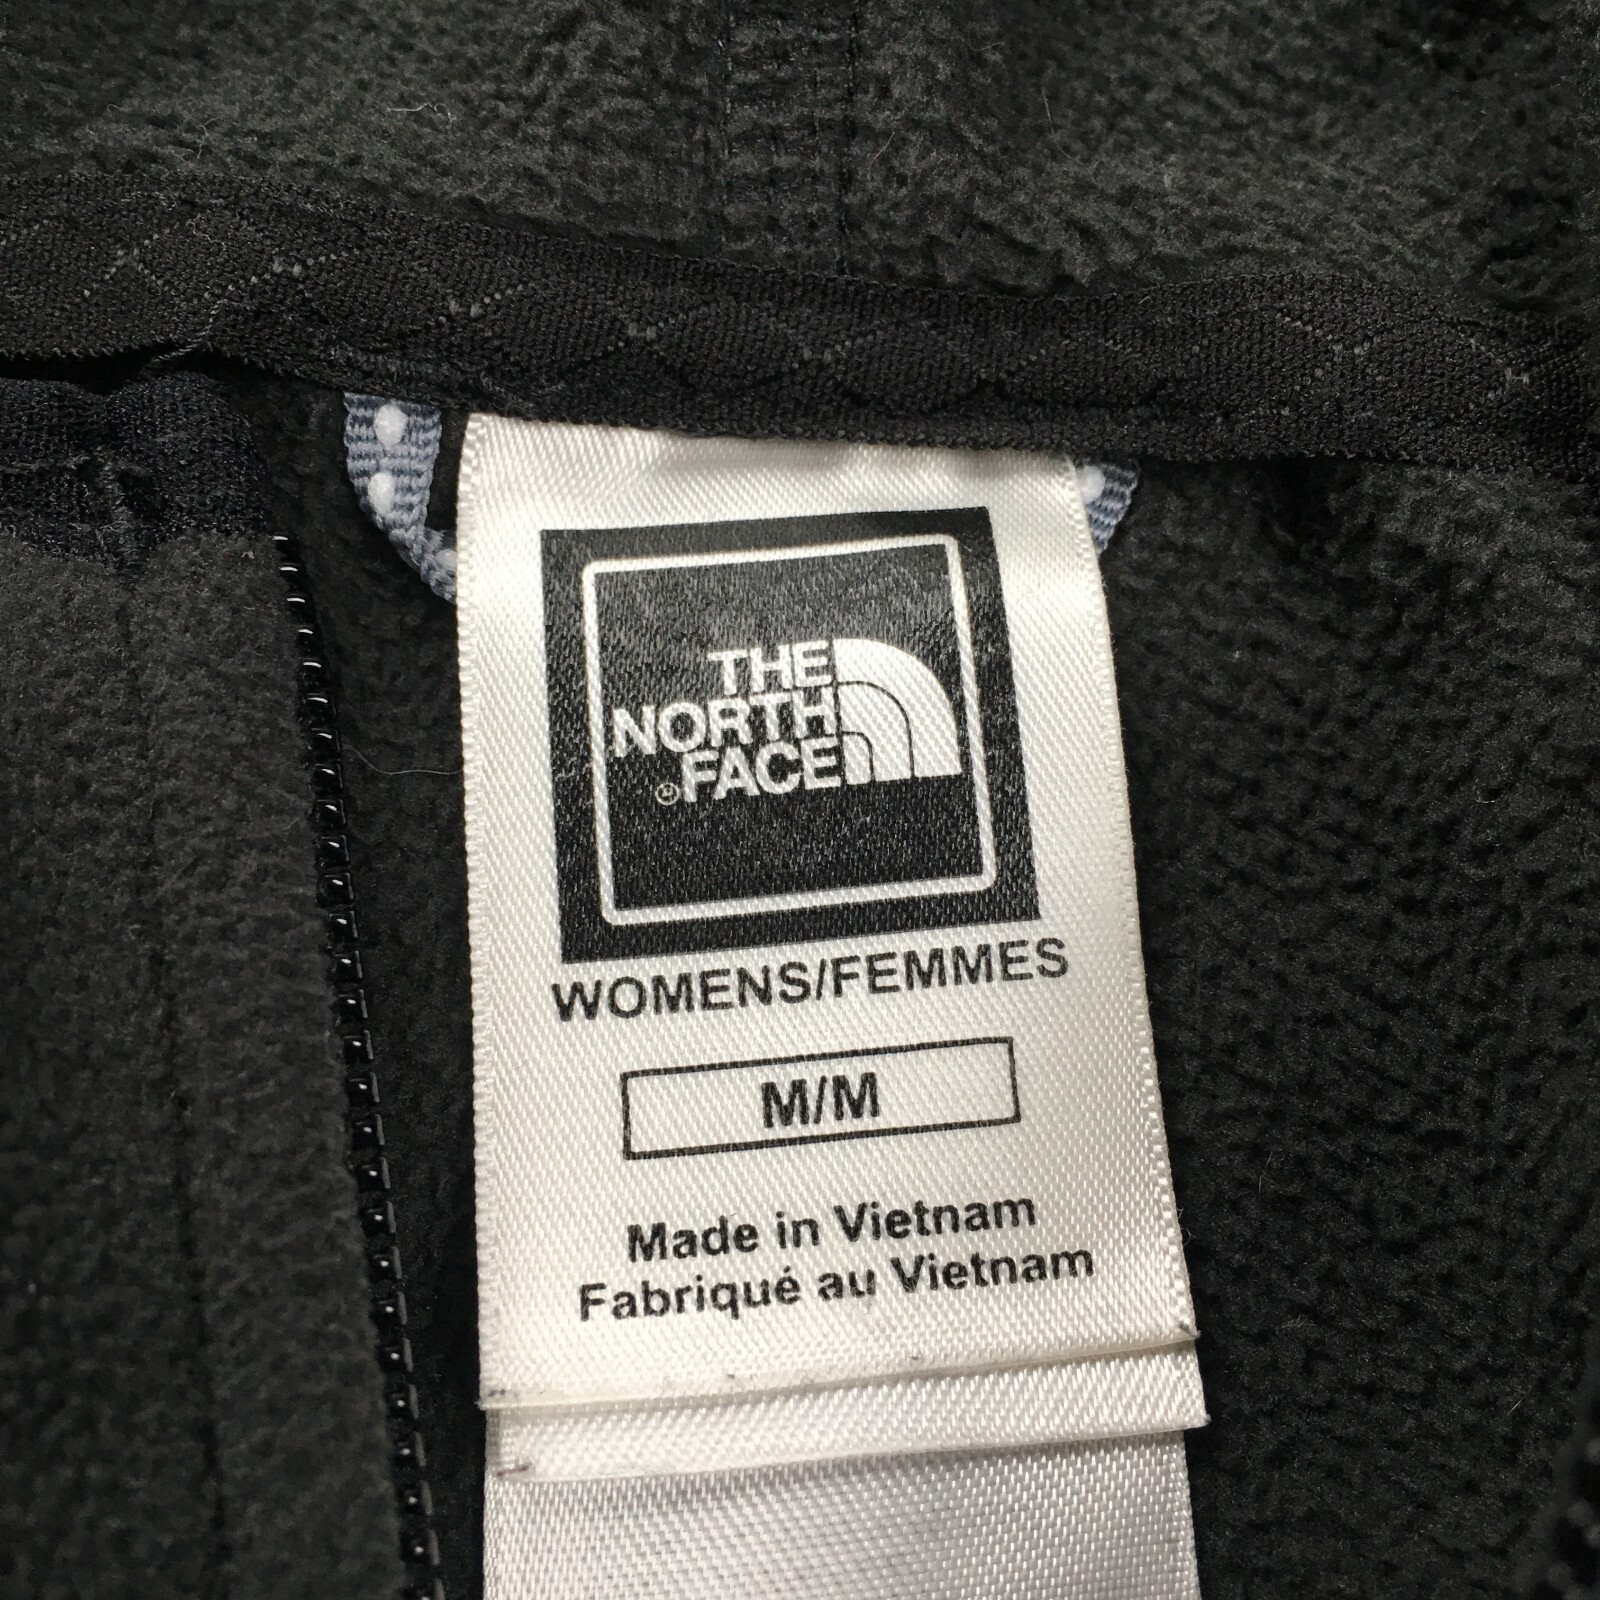 THE
NORTH
®FACE
WOMENS/FEMMES
M/M
Made in Vietnam
Fabriqué au Vietnam